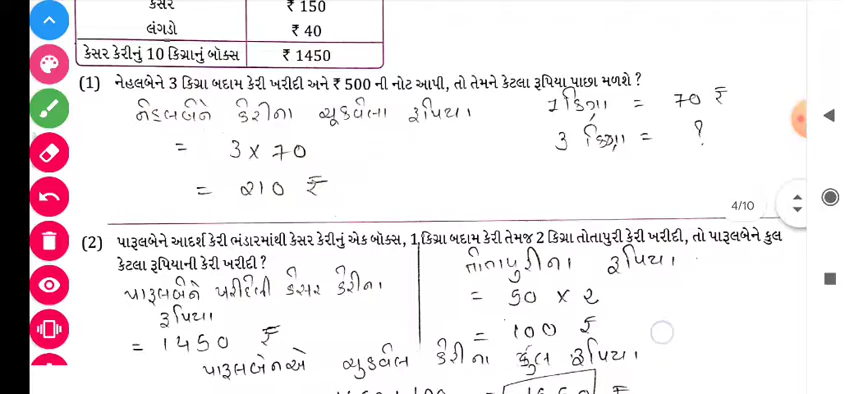 કેસર ₹ 150
લંગડો ₹ 40
કેસર કેરીનું 10 કિગ્રાનું બૉક્સ ₹ 1450
(1) નેહલબેને 3 કિગ્રા બદામ કેરી ખરીદી અને ₹ 500 ની નોટ આપી, તો તેમને કેટલા રૂપિયા પાછા મળશે ?
નેહલબેને કેરીના ચૂકવેલા રૂપિયા
= 3 x 70
= ૨10 ₹
1 કિગ્રા = 70 ₹
3 કિગ્રા = ?
4/10
(2) પારૂલબેને આદર્શ કેરી ભંડારમાંથી કેસર કેરીનું એક બૉક્સ, 1 કિગ્રા બદામ કેરી તેમજ 2 કિગ્રા તોતાપુરી કેરી ખરીદી, તો પારૂલબેને કુલ
કેટલા રૂપિયાની કેરી ખરીદી ?
પારૂલબેને ખરીદેલી કેસર કેરીના
રૂપિયા
= 1450 ₹
તોતાપુરીના રૂપિયા
= 50 x ૨
= 100 ₹
પારૂલબેનએ ચુકવેલ કેરીના કુલ રૂપિયા